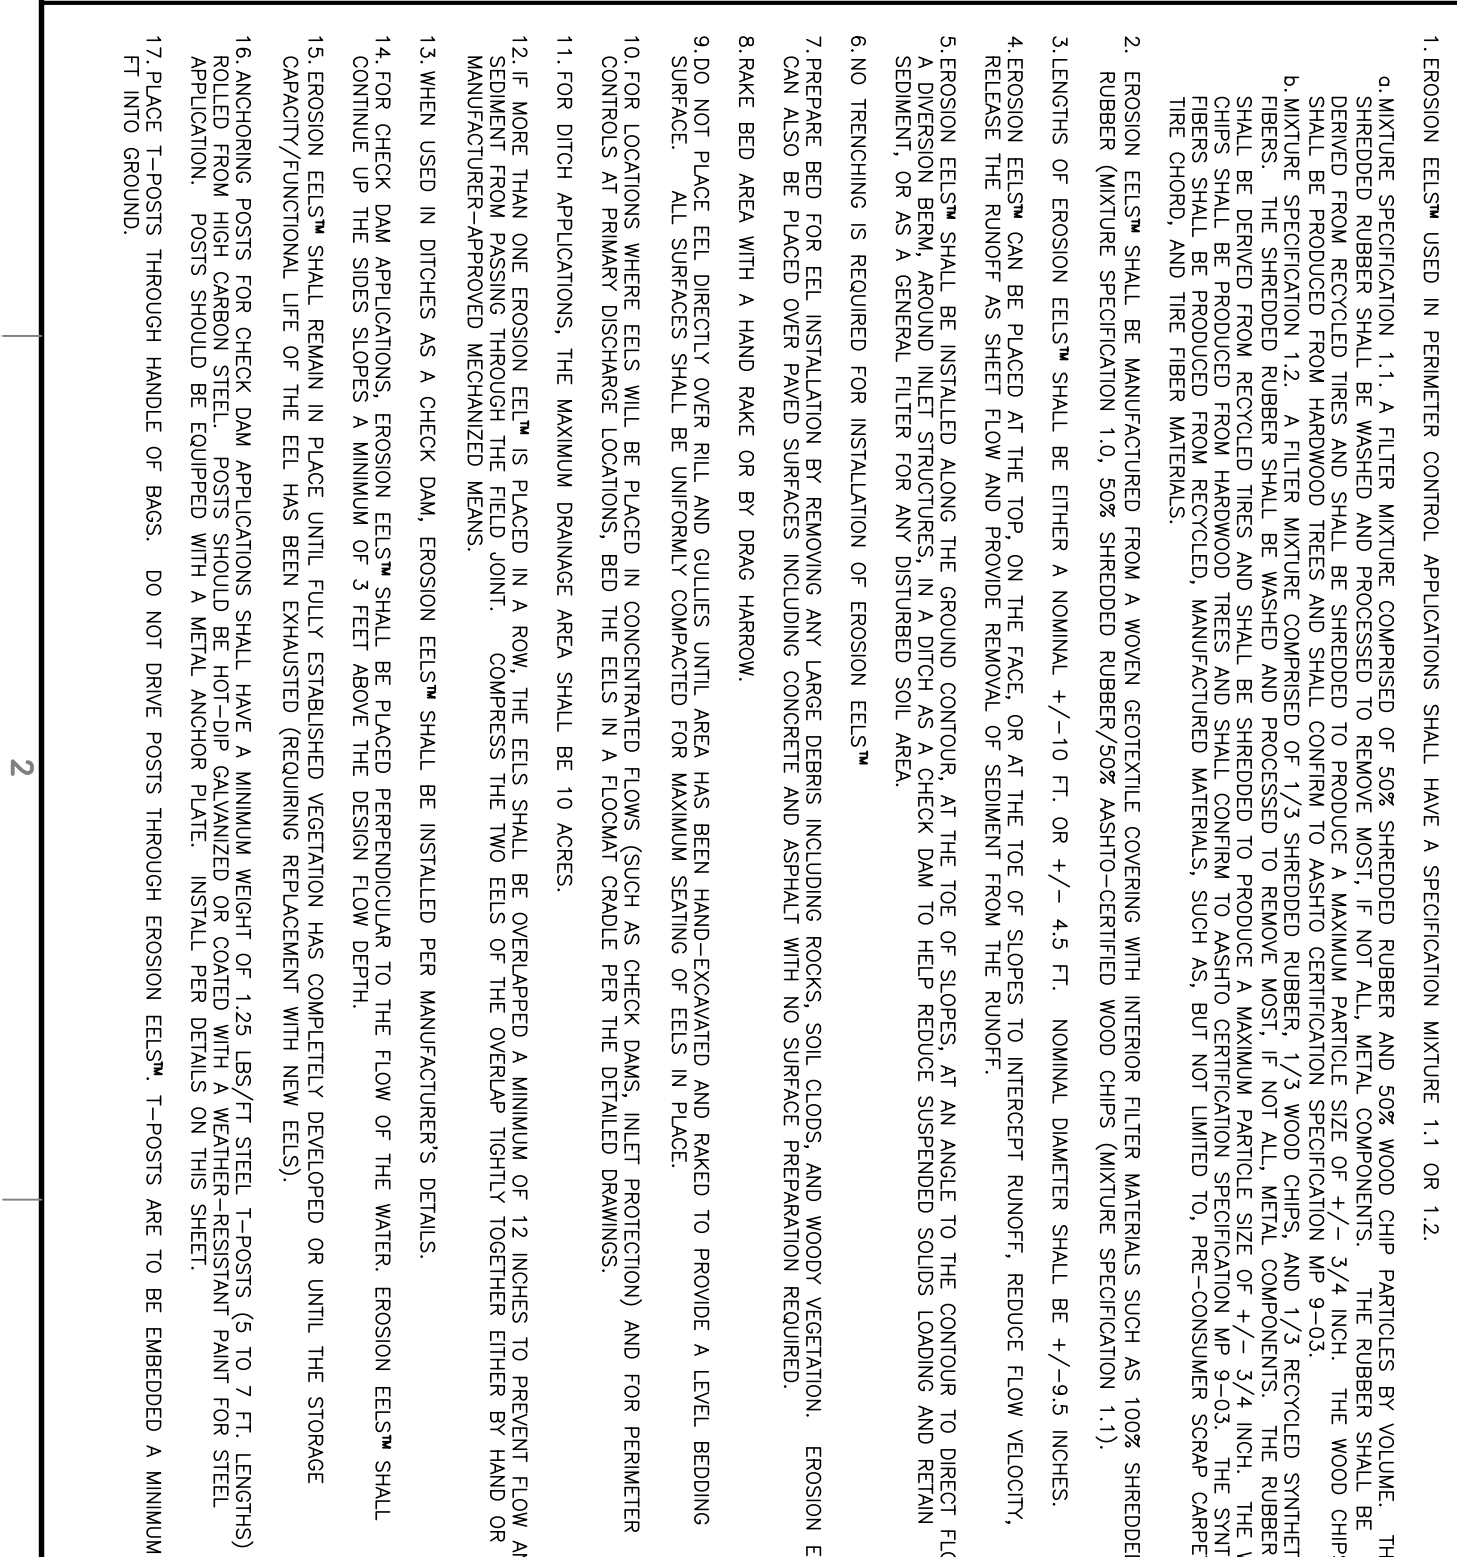 1. EROSION EELS™ USED IN PERIMETER CONTROL APPLICATIONS SHALL HAVE A SPECIFICATION MIXTURE 1.1 OR 1.2.
a. MIXTURE SPECIFICATION 1.1. A FILTER MIXTURE COMPRISED OF 50% SHREDDED RUBBER AND 50% WOOD CHIP PARTICLES BY VOLUME.
SHREDDED RUBBER SHALL BE WASHED AND PROCESSED TO REMOVE MOST, IF NOT ALL, METAL COMPONENTS. THE RUBBER SHALL BE
DERIVED FROM RECYCLED TIRES AND SHALL BE SHREDDED TO PRODUCE A MAXIMUM PARTICLE SIZE OF +/- 3/4 INCH. THE WOOD CHIPS
SHALL BE PRODUCED FROM HARDWOOD TREES AND SHALL CONFIRM TO AASHTO CERTIFICATION SPECIFICATION MP 9-03.
b. MIXTURE SPECIFICATION 1.2. A FILTER MIXTURE COMPRISED OF 1/3 SHREDDED RUBBER, 1/3 WOOD CHIPS, AND 1/3 RECYCLED SYNTHET
FIBERS. THE SHREDDED RUBBER SHALL BE WASHED AND PROCESSED TO REMOVE MOST, IF NOT ALL, METAL COMPONENTS. THE RUBBER
SHALL BE DERIVED FROM RECYCLED TIRES AND SHALL BE SHREDDED TO PRODUCE A MAXIMUM PARTICLE SIZE OF +/- 3/4 INCH. THE
CHIPS SHALL BE PRODUCED FROM HARDWOOD TREES AND SHALL CONFIRM TO AASHTO CERTIFICATION SPECIFICATION MP 9-03. THE SYNT
FIBERS SHALL BE PRODUCED FROM RECYCLED, MANUFACTURED MATERIALS, SUCH AS, BUT NOT LIMITED TO, PRE-CONSUMER SCRAP CARPE
TIRE CHORD, AND TIRE FIBER MATERIALS.
2. EROSION EELS™ SHALL BE MANUFACTURED FROM A WOVEN GEOTEXTILE COVERING WITH INTERIOR FILTER MATERIALS SUCH AS 100% SHREDDED
RUBBER (MIXTURE SPECIFICATION 1.0, 50% SHREDDED RUBBER/50% AASHTO-CERTIFIED WOOD CHIPS (MIXTURE SPECIFICATION 1.1).
3. LENGTHS OF EROSION EELS™ SHALL BE EITHER A NOMINAL +/-10 FT. OR +/- 4.5 FT. NOMINAL DIAMETER SHALL BE +/-9.5 INCHES.
4. EROSION EELS™ CAN BE PLACED AT THE TOP, ON THE FACE, OR AT THE TOE OF SLOPES TO INTERCEPT RUNOFF, REDUCE FLOW VELOCITY,
RELEASE THE RUNOFF AS SHEET FLOW AND PROVIDE REMOVAL OF SEDIMENT FROM THE RUNOFF.
5. EROSION EELS™ SHALL BE INSTALLED ALONG THE GROUND CONTOUR, AT THE TOE OF SLOPES, AT AN ANGLE TO THE CONTOUR TO DIRECT FLO
A DIVERSION BERM, AROUND INLET STRUCTURES, IN A DITCH AS A CHECK DAM TO HELP REDUCE SUSPENDED SOLIDS LOADING AND RETAIN
SEDIMENT, OR AS A GENERAL FILTER FOR ANY DISTURBED SOIL AREA.
6. NO TRENCHING IS REQUIRED FOR INSTALLATION OF EROSION EELS™
7. PREPARE BED FOR EEL INSTALLATION BY REMOVING ANY LARGE DEBRIS INCLUDING ROCKS, SOIL CLODS, AND WOODY VEGETATION. EROSION E
CAN ALSO BE PLACED OVER PAVED SURFACES INCLUDING CONCRETE AND ASPHALT WITH NO SURFACE PREPARATION REQUIRED.
8. RAKE BED AREA WITH A HAND RAKE OR BY DRAG HARROW.
9. DO NOT PLACE EEL DIRECTLY OVER RILL AND GULLIES UNTIL AREA HAS BEEN HAND-EXCAVATED AND RAKED TO PROVIDE A LEVEL BEDDING
SURFACE. ALL SURFACES SHALL BE UNIFORMLY COMPACTED FOR MAXIMUM SEATING OF EELS IN PLACE.
10. FOR LOCATIONS WHERE EELS WILL BE PLACED IN CONCENTRATED FLOWS (SUCH AS CHECK DAMS, INLET PROTECTION) AND FOR PERIMETER
CONTROLS AT PRIMARY DISCHARGE LOCATIONS, BED THE EELS IN A FLOCMAT CRADLE PER THE DETAILED DRAWINGS.
11. FOR DITCH APPLICATIONS, THE MAXIMUM DRAINAGE AREA SHALL BE 10 ACRES.
12. IF MORE THAN ONE EROSION EEL™ IS PLACED IN A ROW, THE EELS SHALL BE OVERLAPPED A MINIMUM OF 12 INCHES TO PREVENT FLOW AN
SEDIMENT FROM PASSING THROUGH THE FIELD JOINT. COMPRESS THE TWO EELS OF THE OVERLAP TIGHTLY TOGETHER EITHER BY HAND OR
MANUFACTURER-APPROVED MECHANIZED MEANS.
13. WHEN USED IN DITCHES AS A CHECK DAM, EROSION EELS™ SHALL BE INSTALLED PER MANUFACTURER'S DETAILS.
14. FOR CHECK DAM APPLICATIONS, EROSION EELS™ SHALL BE PLACED PERPENDICULAR TO THE FLOW OF THE WATER. EROSION EELS™ SHALL
CONTINUE UP THE SIDES SLOPES A MINIMUM OF 3 FEET ABOVE THE DESIGN FLOW DEPTH.
15. EROSION EELS™ SHALL REMAIN IN PLACE UNTIL FULLY ESTABLISHED VEGETATION HAS COMPLETELY DEVELOPED OR UNTIL THE STORAGE
CAPACITY/FUNCTIONAL LIFE OF THE EEL HAS BEEN EXHAUSTED (REQUIRING REPLACEMENT WITH NEW EELS).
16. ANCHORING POSTS FOR CHECK DAM APPLICATIONS SHALL HAVE A MINIMUM WEIGHT OF 1.25 LBS/FT STEEL T-POSTS (5 TO 7 FT. LENGTHS)
ROLLED FROM HIGH CARBON STEEL. POSTS SHOULD BE HOT-DIP GALVANIZED OR COATED WITH A WEATHER-RESISTANT PAINT FOR STEEL
APPLICATION. POSTS SHOULD BE EQUIPPED WITH A METAL ANCHOR PLATE. INSTALL PER DETAILS ON THIS SHEET.
17. PLACE T-POSTS THROUGH HANDLE OF BAGS. DO NOT DRIVE POSTS THROUGH EROSION EELS™. T-POSTS ARE TO BE EMBEDDED A MINIMUM
FT INTO GROUND.
2